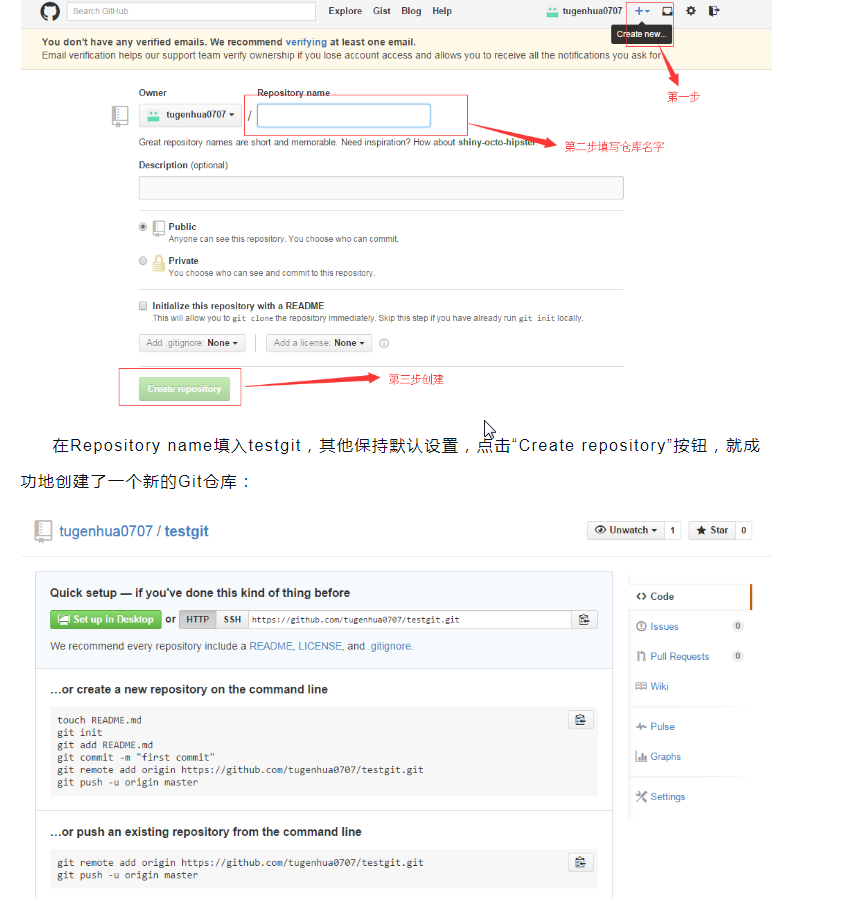 Search GitHub
Explore Gist Blog Help
tugenhua0707
Create new...
You don't have any verified emails. We recommend verifying at least one email.
Email verification helps our support team verify ownership if you lose account access and allows you to receive all the notifications you ask for
第一步
Owner
Repository name
tugenhua0707 /
第二步填写仓库名字
Great repository names are short and memorable. Need inspiration? How about shiny-octo-hipster
Description (optional)
Public
Anyone can see this repository. You choose who can commit.
Private
You choose who can see and commit to this repository.
Initialize this repository with a README
This will allow you to git clone the repository immediately. Skip this step if you have already run git init locally.
Add .gitignore: None
Add a license: None
Create repository
第三步创建
在Repository name填入testgit，其他保持默认设置，点击“Create repository”按钮，就成
功地创建了一个新的Git仓库：
tugenhua0707 / testgit
Unwatch 1
Star 0
Quick setup — if you've done this kind of thing before
Set up in Desktop or HTTP SSH https://github.com/tugenhua0707/testgit.git
We recommend every repository include a README, LICENSE, and .gitignore.
…or create a new repository on the command line
touch README.md
git init
git add README.md
git commit -m "first commit"
git remote add origin https://github.com/tugenhua0707/testgit.git
git push -u origin master
…or push an existing repository from the command line
git remote add origin https://github.com/tugenhua0707/testgit.git
git push -u origin master
Code
Issues 0
Pull Requests 0
Wiki
Pulse
Graphs
Settings